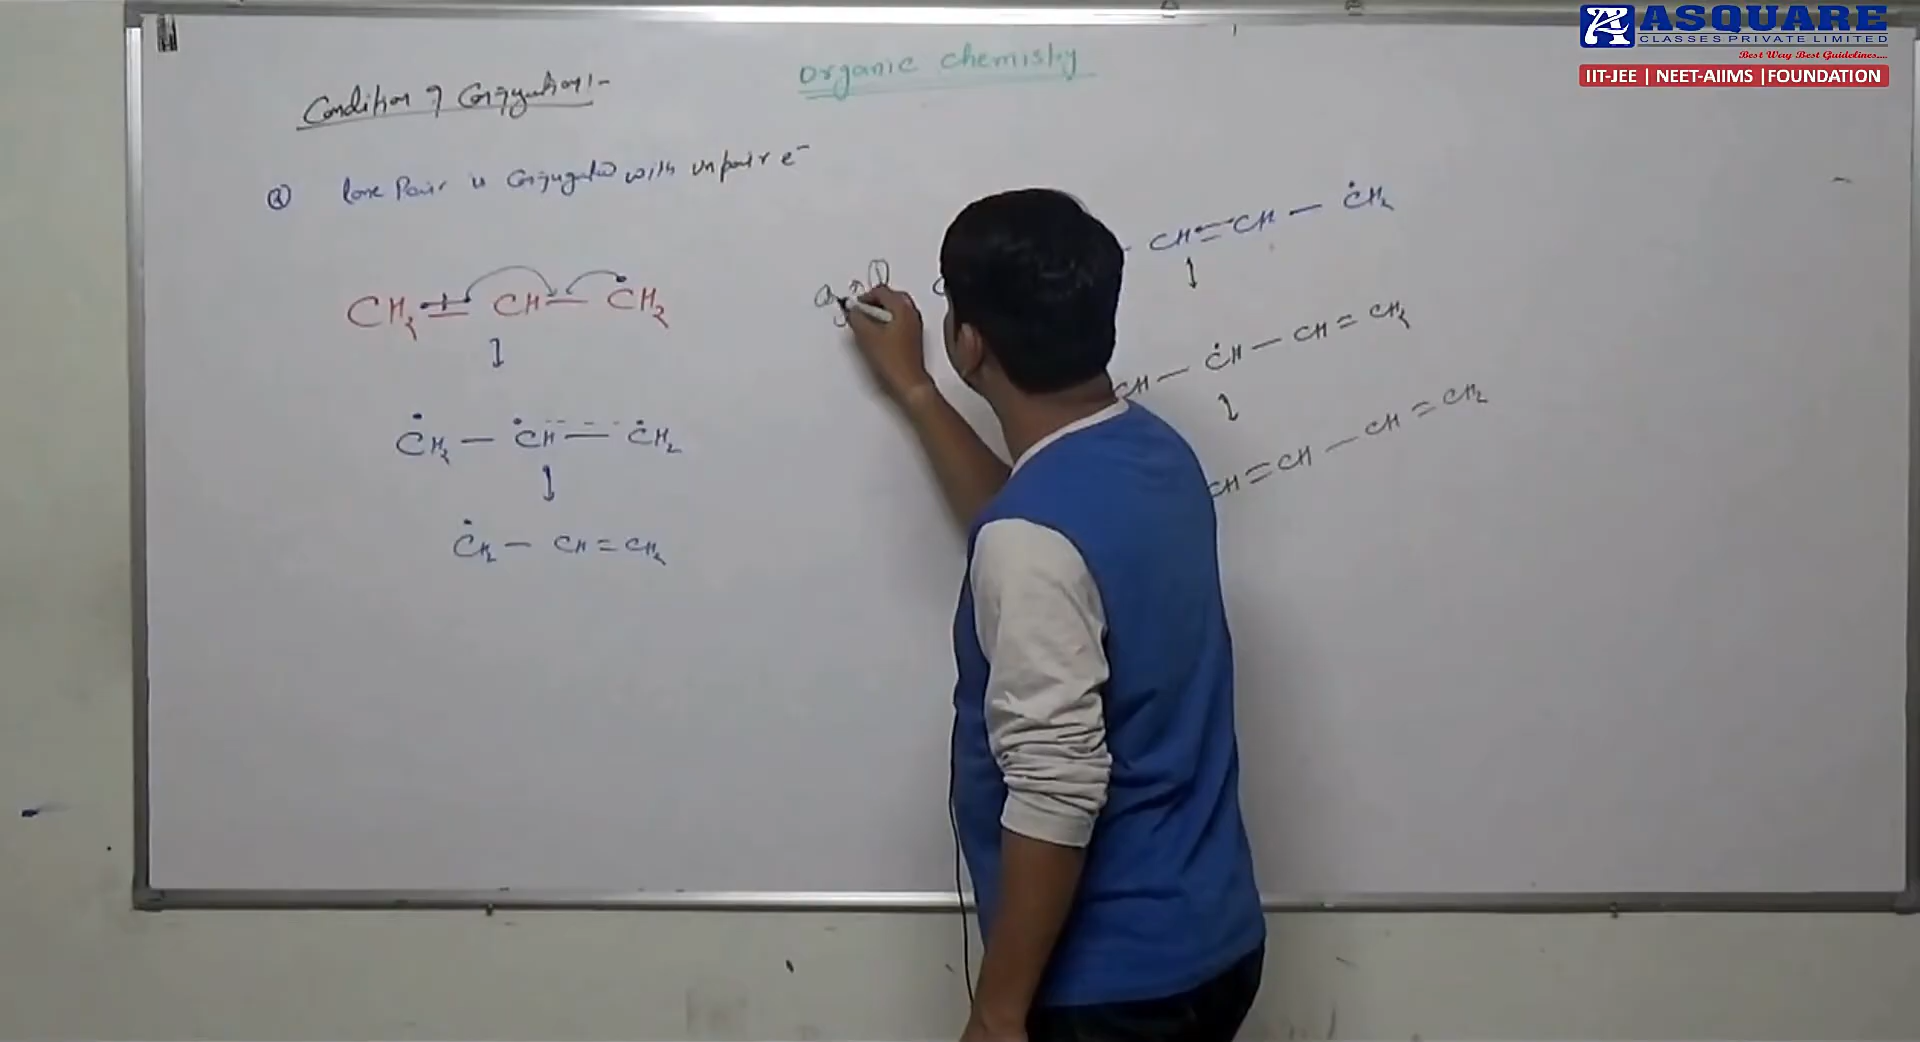 ASQUARE
CLASSES PRIVATE LIMITED
Best Way Best Guidelines....
IIT-JEE | NEET-AIIMS | FOUNDATION
Organic Chemistry
Condition of Conjugation:-
lone Pair is Conjugated with unpair e⁻
CH₂ = CH — ĊH₂
CH = CH — ĊH₂
ĊH₂ — ĊH — ĊH₂
CH — ĊH — CH = CH₂
ĊH₂ — CH = CH₂
CH = CH — CH = CH₂